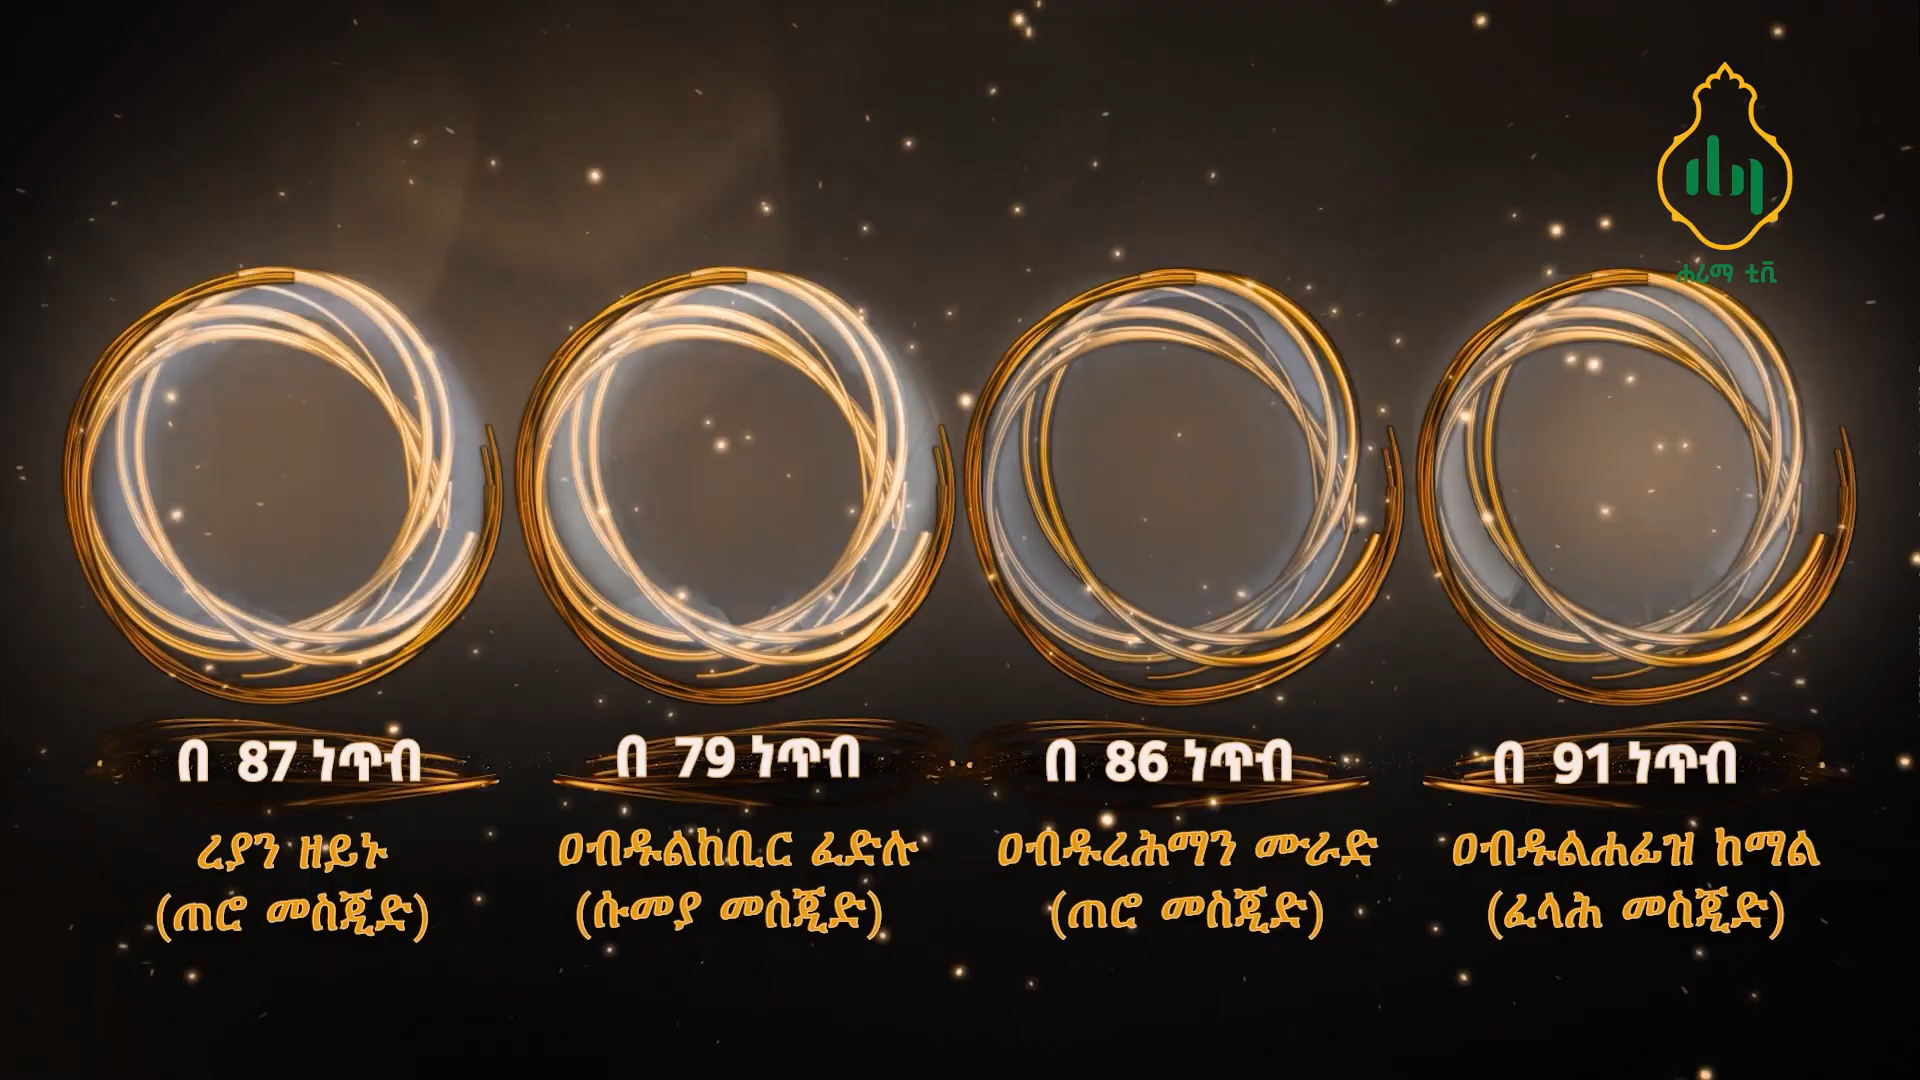 ሐሪማ ቲቪ
በ 87 ነጥብ
ረያን ዘይኑ
(ጠሮ መስጂድ)
በ 79 ነጥብ
ዐብዱልከቢር ፈድሉ
(ሱመያ መስጂድ)
በ 86 ነጥብ
ዐብዱረሕማን ሙራድ
(ጠሮ መስጂድ)
በ 91 ነጥብ
ዐብዱልሐፊዝ ከማል
(ፈላሕ መስጂድ)